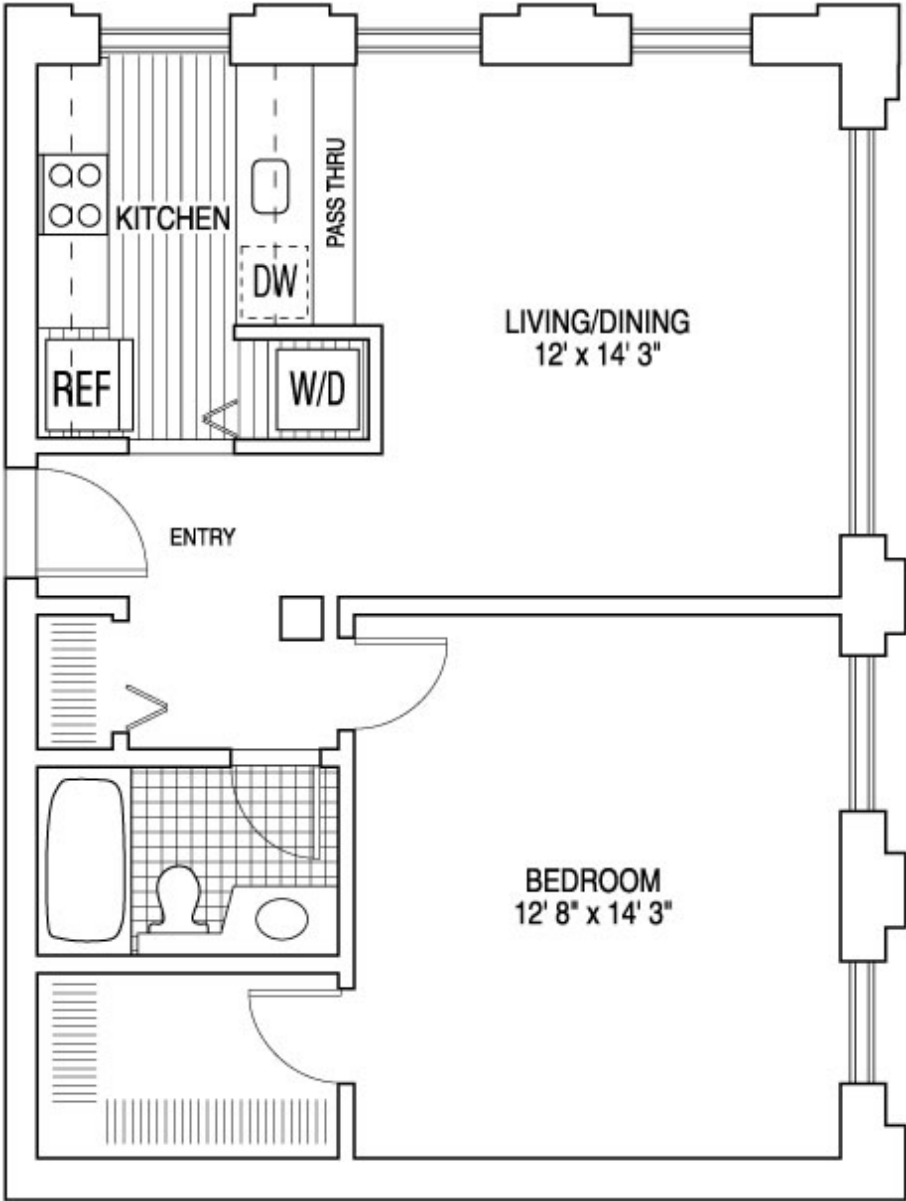 KITCHEN
PASS THRU
DW
REF
W/D
LIVING/DINING
12' x 14' 3"
ENTRY
BEDROOM
12' 8" x 14' 3"